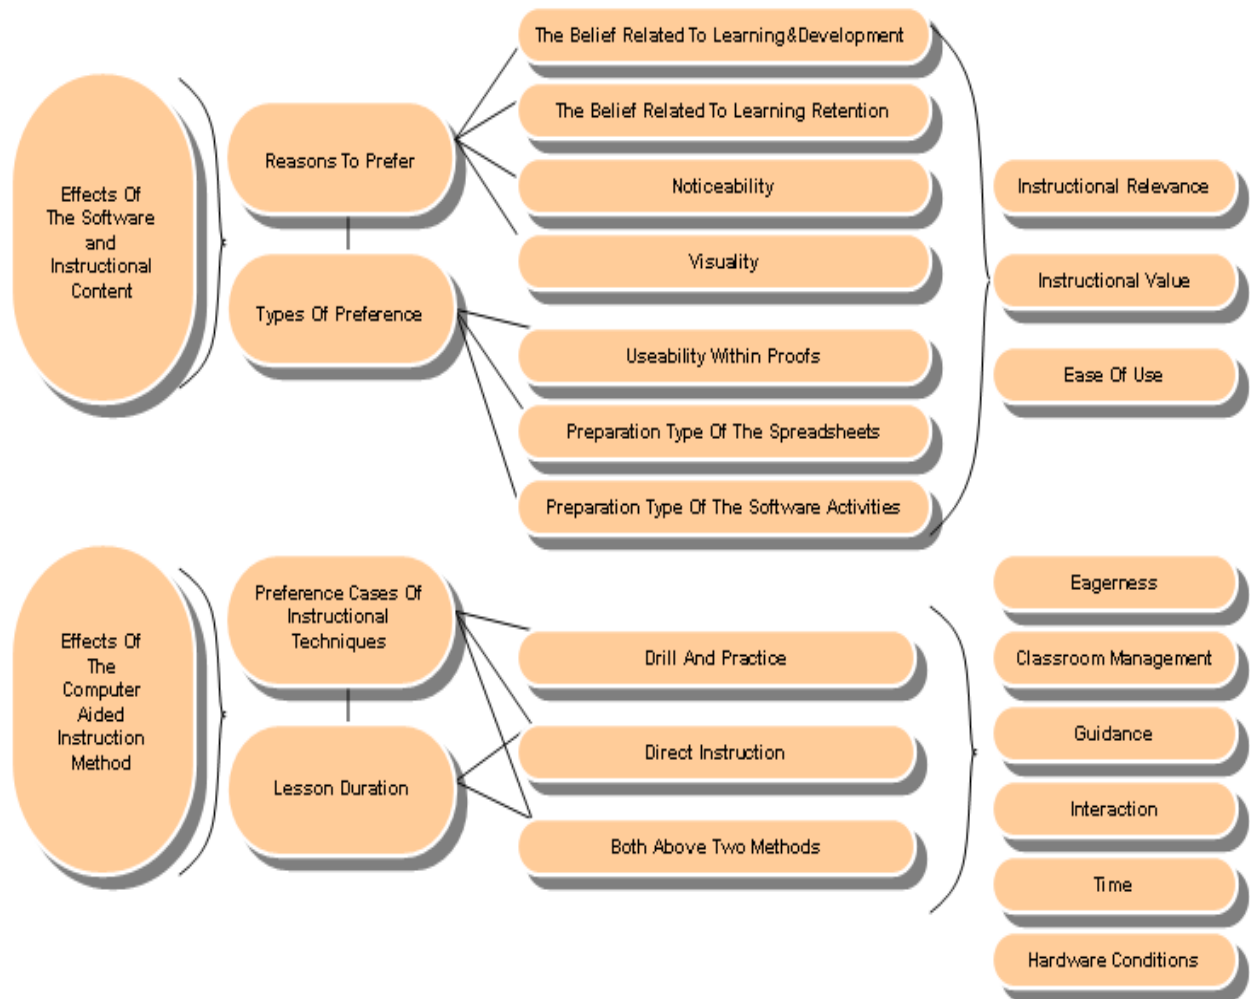 Effects Of
The Software
and
Instructional
Content
Reasons To Prefer
Types Of Preference
The Belief Related To Learning&Development
The Belief Related To Learning Retention
Noticeability
Visuality
Useability Within Proofs
Preparation Type Of The Spreadsheets
Preparation Type Of The Software Activities
Instructional Relevance
Instructional Value
Ease Of Use
Effects Of
The
Computer
Aided
Instruction
Method
Preference Cases Of
Instructional
Techniques
Lesson Duration
Drill And Practice
Direct Instruction
Both Above Two Methods
Eagerness
Classroom Management
Guidance
Interaction
Time
Hardware Conditions